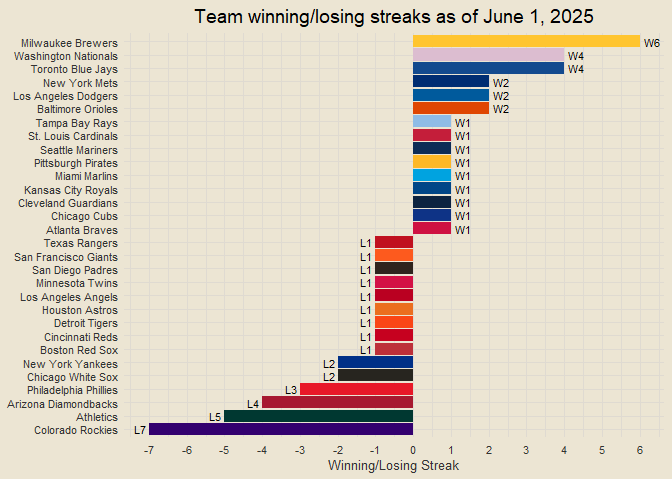 Team winning/losing streaks as of June 1, 2025
Milwaukee Brewers W6
Washington Nationals W4
Toronto Blue Jays W4
New York Mets W2
Los Angeles Dodgers W2
Baltimore Orioles W2
Tampa Bay Rays W1
St. Louis Cardinals W1
Seattle Mariners W1
Pittsburgh Pirates W1
Miami Marlins W1
Kansas City Royals W1
Cleveland Guardians W1
Chicago Cubs W1
Atlanta Braves W1
Texas Rangers L1
San Francisco Giants L1
San Diego Padres L1
Minnesota Twins L1
Los Angeles Angels L1
Houston Astros L1
Detroit Tigers L1
Cincinnati Reds L1
Boston Red Sox L1
New York Yankees L2
Chicago White Sox L2
Philadelphia Phillies L3
Arizona Diamondbacks L4
Athletics L5
Colorado Rockies L7
-7 -6 -5 -4 -3 -2 -1 0 1 2 3 4 5 6
Winning/Losing Streak